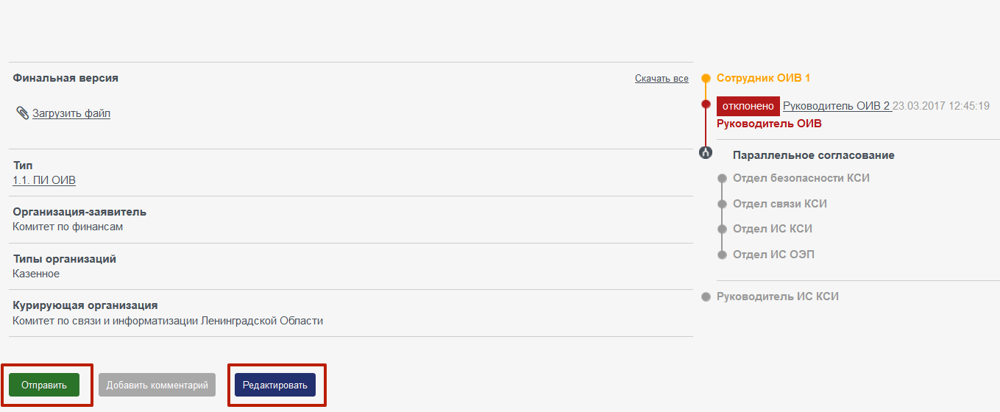 Финальная версия
Скачать все
Загрузить файл
Тип
1.1. ПИ ОИВ
Организация-заявитель
Комитет по финансам
Типы организаций
Казенное
Курирующая организация
Комитет по связи и информатизации Ленинградской Области
Отправить
Добавить комментарий
Редактировать
Сотрудник ОИВ 1
отклонено Руководитель ОИВ 2 23.03.2017 12:45:19
Руководитель ОИВ
Параллельное согласование
Отдел безопасности КСИ
Отдел связи КСИ
Отдел ИС КСИ
Отдел ИС ОЭП
Руководитель ИС КСИ